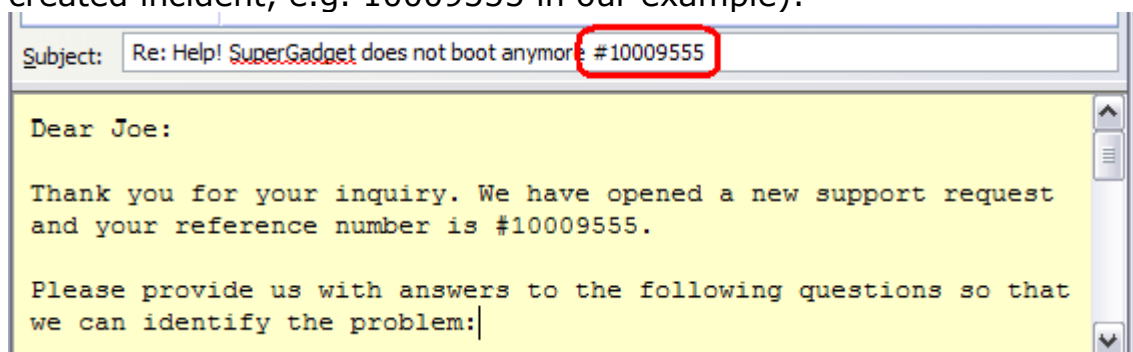 created incident, e.g. 10009555 in our example):
Subject: Re: Help! SuperGadget does not boot anymore #10009555
Dear Joe:
Thank you for your inquiry. We have opened a new support request
and your reference number is #10009555.
Please provide us with answers to the following questions so that
we can identify the problem: